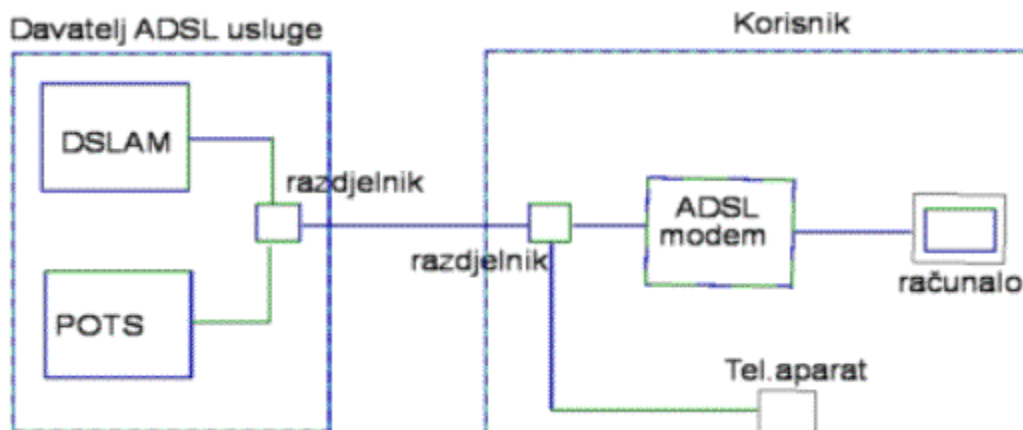 Davatelj ADSL usluge
Korisnik
DSLAM
razdjelnik
ADSL
modem
razdjelnik
računalo
POTS
Tel.aparat